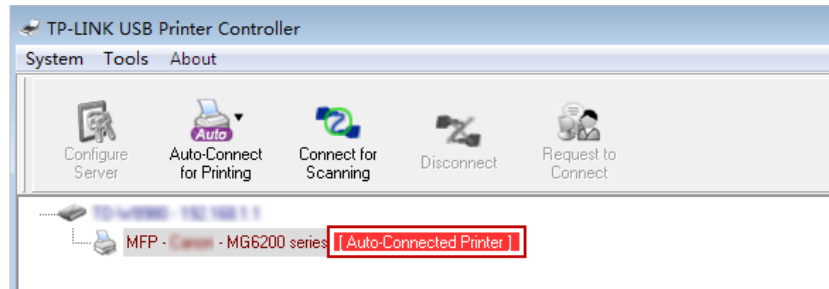 TP-LINK USB Printer Controller
System Tools About
Auto
Configure Server
Auto-Connect for Printing
Connect for Scanning
Disconnect
Request to Connect
MFP - - MG6200 series [ Auto-Connected Printer ]